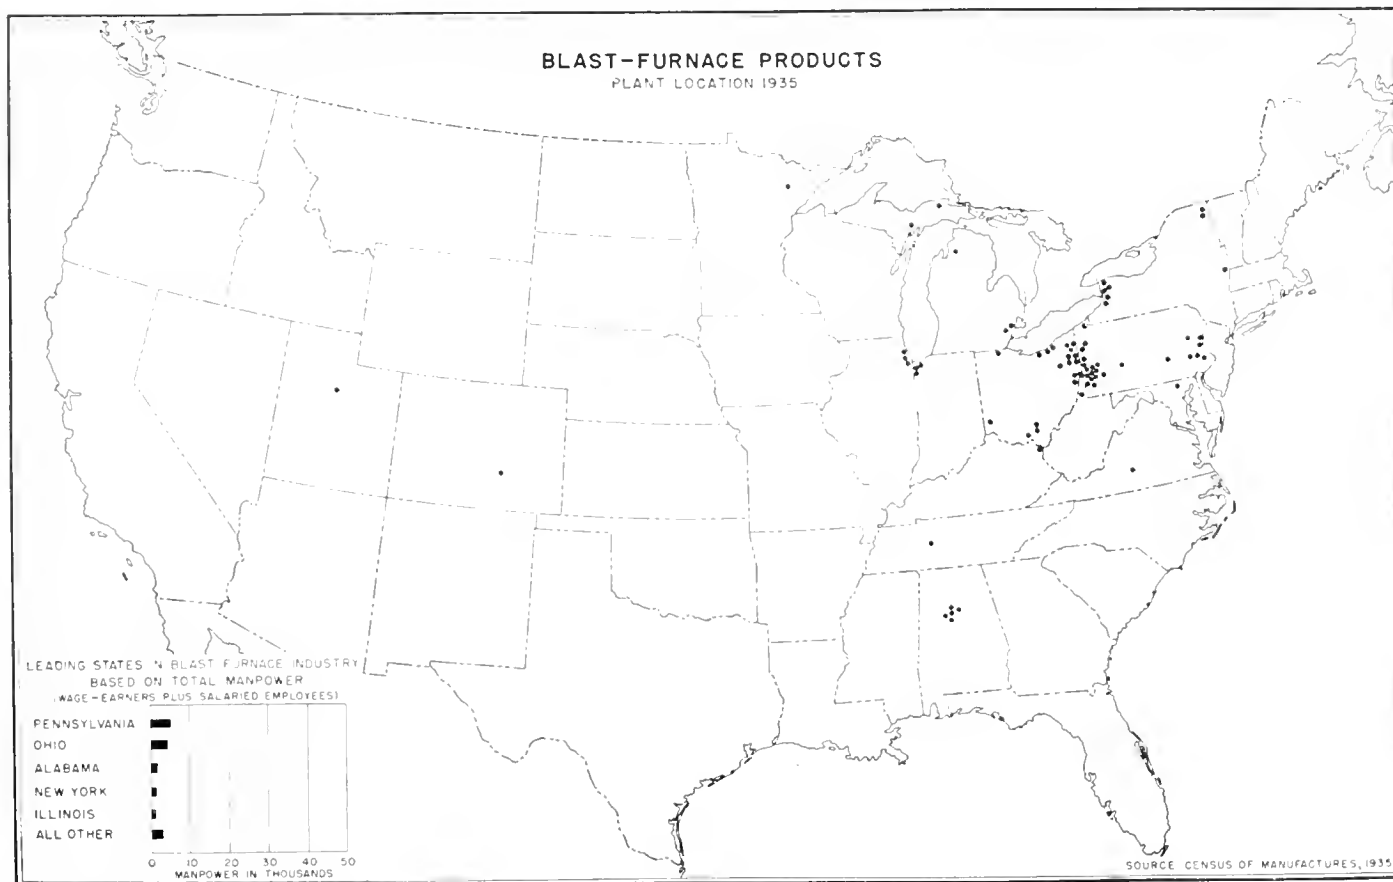 BLAST-FURNACE PRODUCTS
PLANT LOCATION 1935
LEADING STATES IN BLAST FURNACE INDUSTRY
BASED ON TOTAL MANPOWER
(WAGE-EARNERS PLUS SALARIED EMPLOYEES)
PENNSYLVANIA
OHIO
ALABAMA
NEW YORK
ILLINOIS
ALL OTHER
0 10 20 30 40 50
MANPOWER IN THOUSANDS
SOURCE CENSUS OF MANUFACTURES, 1935